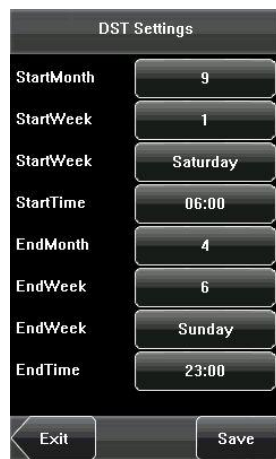 DST Settings
StartMonth 9
StartWeek 1
StartWeek Saturday
StartTime 06:00
EndMonth 4
EndWeek 6
EndWeek Sunday
EndTime 23:00
Exit Save